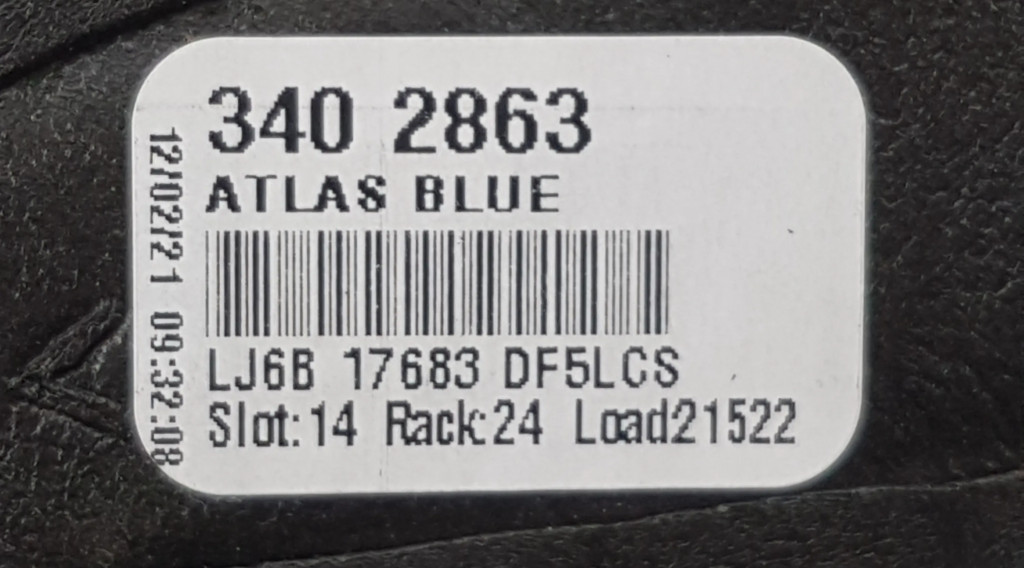 340 2863
ATLAS BLUE
LJ6B 17683 DF5LCS
Slot:14 Rack:24 Load21522
12/02/21 09:32:08